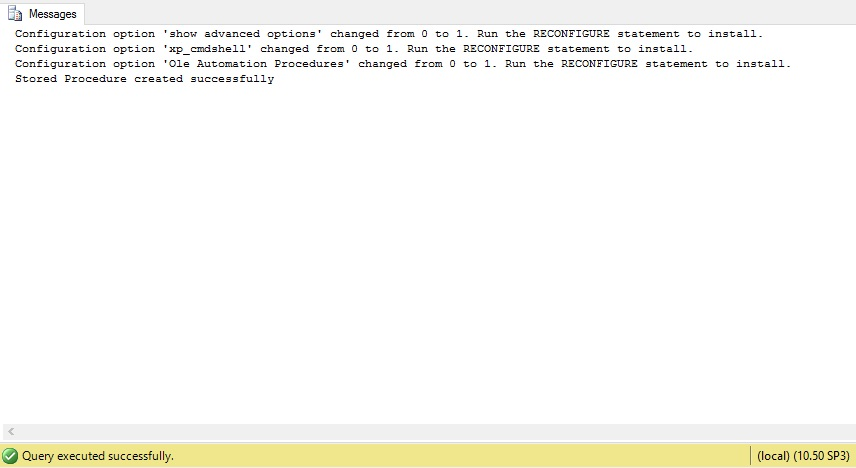 Messages
Configuration option 'show advanced options' changed from 0 to 1. Run the RECONFIGURE statement to install.
Configuration option 'xp_cmdshell' changed from 0 to 1. Run the RECONFIGURE statement to install.
Configuration option 'Ole Automation Procedures' changed from 0 to 1. Run the RECONFIGURE statement to install.
Stored Procedure created successfully
Query executed successfully. (local) (10.50 SP3)